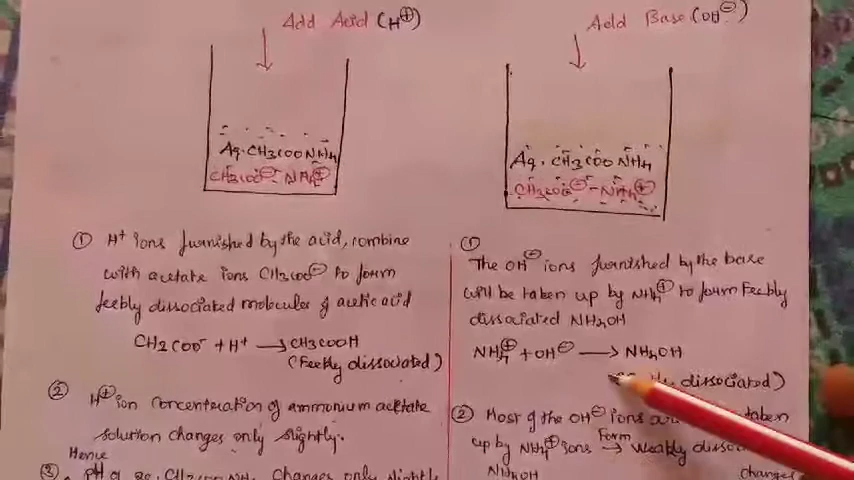 Add Acid (H⊕)
Aq. CH3COONH4
CH3COO⊖ - NH4⊕
① H⁺ ions furnished by the acid, combine
with acetate ions CH3COO⊖ to form
feebly dissociated molecules of acetic acid
CH3COO⁻ + H⁺ ⟶ CH3COOH
(Feebly dissociated)
② H⊕ ion concentration of ammonium acetate
solution changes only slightly.
Hence
③ PH of aq. CH3COONH4 Changes only slightly
Add Base (OH⊖)
Aq. CH3COONH4
CH3COO⊖ - NH4⊕
①
The OH⊖ ions furnished by the base
will be taken up by NH4⊕ to form Feebly
dissociated NH4OH
NH4⊕ + OH⊖ ⟶ NH4OH
dissociated)
② Most of the OH⊖ ions taken
Form
up by NH4⊕ ions → Weakly
NH4OH changes